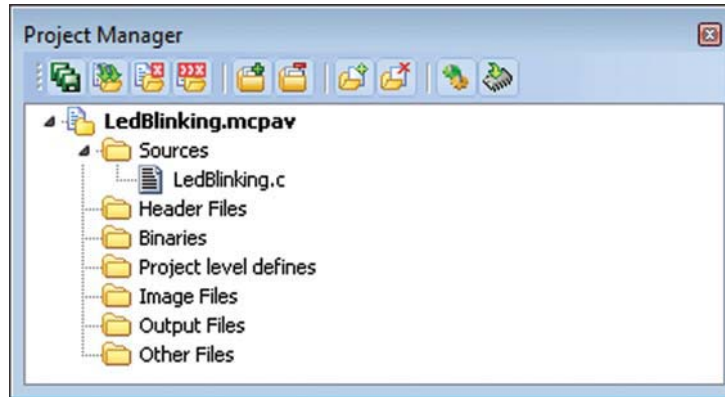 Project Manager
LedBlinking.mcpav
Sources
LedBlinking.c
Header Files
Binaries
Project level defines
Image Files
Output Files
Other Files